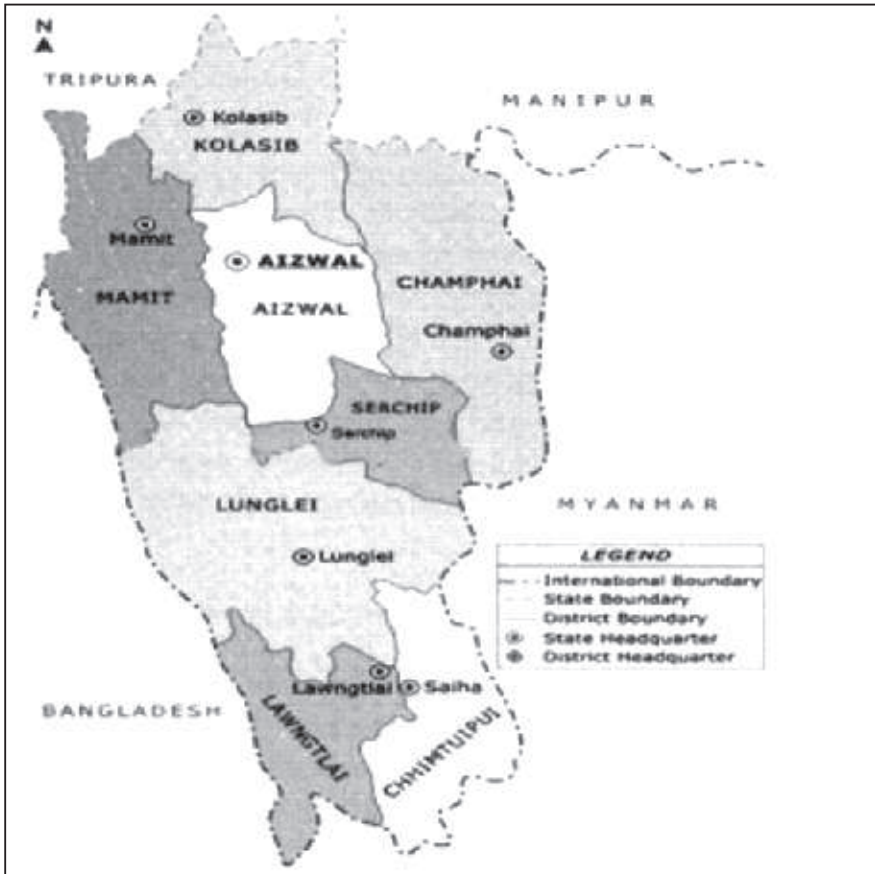 N
TRIPURA
MANIPUR
Kolasib
KOLASIB
Mamit
AIZWAL
MAMIT
AIZWAL
CHAMPHAI
Champhai
SERCHIP
Serchip
LUNGLEI
MYANMAR
Lunglei
LEGEND
International Boundary
State Boundary
District Boundary
State Headquarter
District Headquarter
Lawngtlai
Saiha
BANGLADESH
LAWNGTLAI
CHHIMTUIPUI